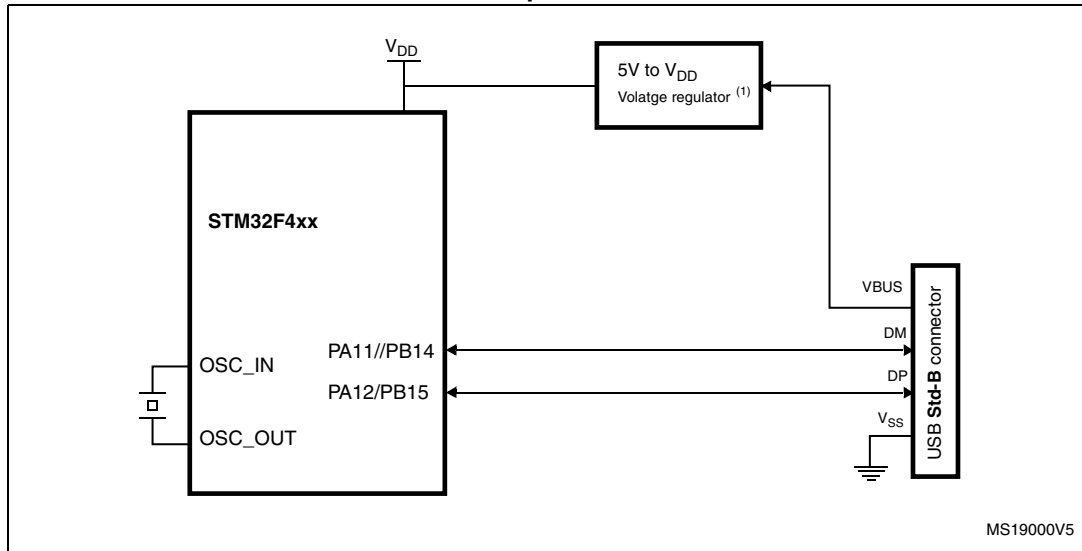 VDD
5V to VDD
Volatge regulator (1)
STM32F4xx
VBUS
DM
PA11//PB14
OSC_IN
DP
PA12/PB15
VSS
OSC_OUT
USB Std-B connector
MS19000V5